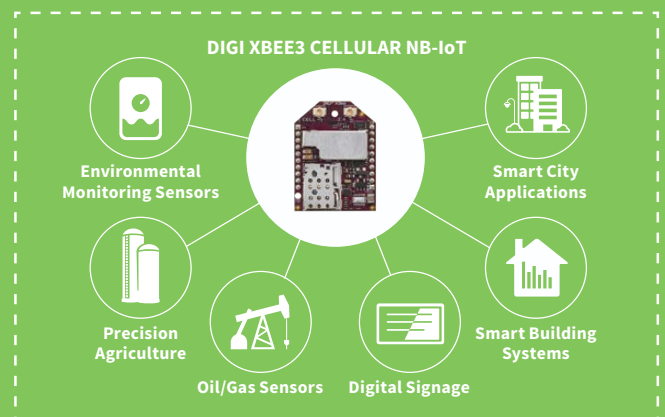 DIGI XBEE3 CELLULAR NB-IoT
Environmental
Monitoring Sensors
Smart City
Applications
Precision
Agriculture
Smart Building
Systems
Oil/Gas Sensors
Digital Signage